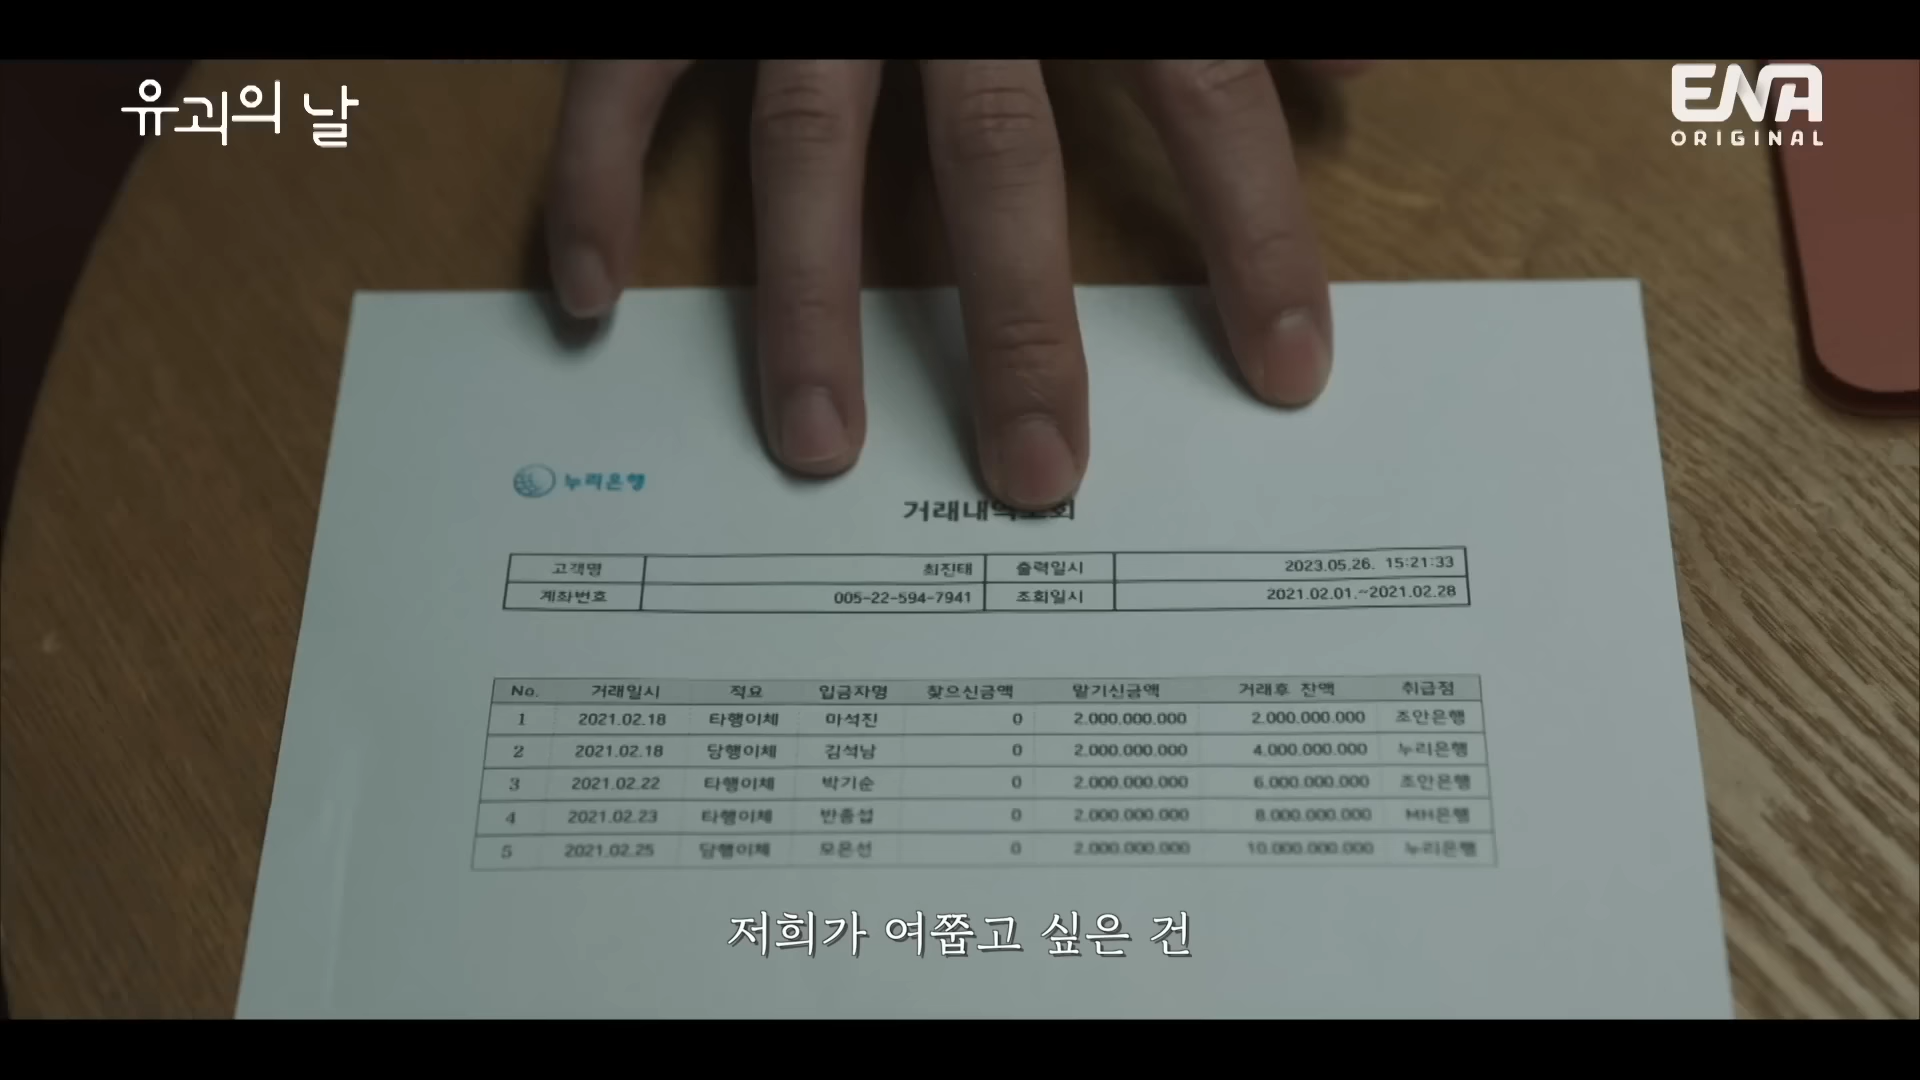 유괴의 날
ENA
ORIGINAL
누리은행
거래내역조회
고객명 최진태 출력일시 2023.05.26. 15:21:33
계좌번호 005-22-594-7941 조회일시 2021.02.01.~2021.02.28
No. 거래일시 적요 입금자명 찾으신금액 맡기신금액 거래후 잔액 취급점
1 2021.02.18 타행이체 마석진 0 2.000.000.000 2.000.000.000 조안은행
2 2021.02.18 당행이체 김석남 0 2.000.000.000 4.000.000.000 누리은행
3 2021.02.22 타행이체 박기순 0 2.000.000.000 6.000.000.000 조안은행
4 2021.02.23 타행이체 반종섭 0 2.000.000.000 8.000.000.000 MH은행
5 2021.02.25 당행이체 모은선 0 2.000.000.000 10.000.000.000 누리은행
저희가 여쭙고 싶은 건